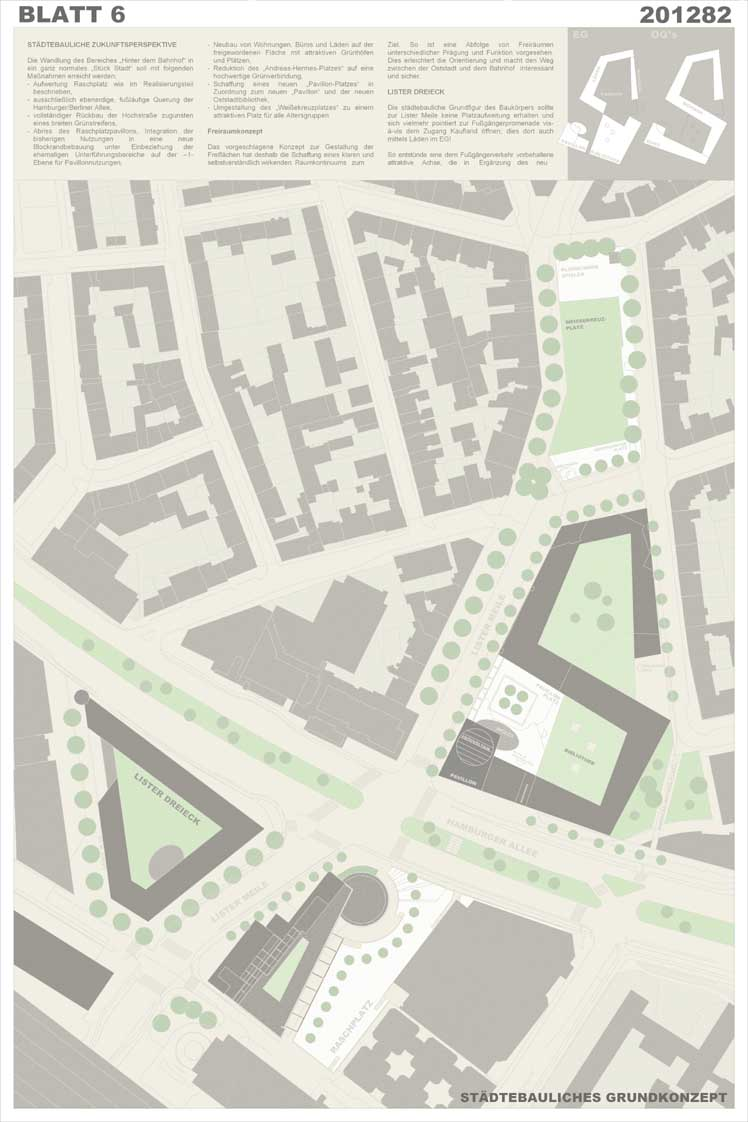 BLATT 6
201282
STÄDTEBAULICHE ZUKUNFTSPERSPEKTIVE
Die Wandlung des Bereiches „Hinter dem Bahnhof“ in
ein ganz normales „Stück Stadt“ soll mit folgenden
Maßnahmen erreicht werden:
- Aufwertung Raschplatz wie im Realisierungsteil
beschrieben,
- ausschließlich ebenerdige, fußläufige Querung der
Hamburger/Berliner Allee,
- vollständiger Rückbau der Hochstraße zugunsten
eines breiten Grünstreifens,
- Abriss des Raschplatzpavillons, Integration der
bisherigen Nutzungen in eine neue
Blockrandbebauung unter Einbeziehung der
ehemaligen Unterführungsbereiche auf der –1-
Ebene für Pavillonnutzungen,
- Neubau von Wohnungen, Büros und Läden auf der
freigewordenen Fläche mit attraktiven Grünhöfen
und Plätzen,
- Reduktion des „Andreas-Hermes-Platzes“ auf eine
hochwertige Grünverbindung,
- Schaffung eines neuen „Pavillon-Platzes“ in
Zuordnung zum neuen „Pavillon“ und der neuen
Oststadtbibliothek,
- Umgestaltung des „Weißekreuzplatzes“ zu einem
attraktiven Platz für alle Altersgruppen
Freiraumkonzept
Das vorgeschlagene Konzept zur Gestaltung der
Freiflächen hat deshalb die Schaffung eines klaren und
selbstverständlich wirkenden Raumkontinuums zum
Ziel. So ist eine Abfolge von Freiräumen
unterschiedlicher Prägung und Funktion vorgesehen.
Dies erleichtert die Orientierung und macht den Weg
zwischen der Oststadt und dem Bahnhof interessant
und sicher.
LISTER DREIECK
Die städtebauliche Grundfigur des Baukörpers sollte
zur Lister Meile keine Platzaufweitung erhalten und
sich vielmehr pointiert zur Fußgängerpromenade vis-
à-vis dem Zugang Kaufland öffnen; dies dort auch
mittels Läden im EG!
So entstünde eine dem Fußgängerverkehr vorbehaltene
attraktive Achse, die in Ergänzung des neu
EG
OG's
WEISSEKREUZ-
PLATZ
LISTER MEILE
PAVILLON
PLATZ
BIBLIOTHEK
PAVILLON
LISTER DREIECK
HAMBURGER ALLEE
LISTER MEILE
RASCHPLATZ
STÄDTEBAULICHES GRUNDKONZEPT